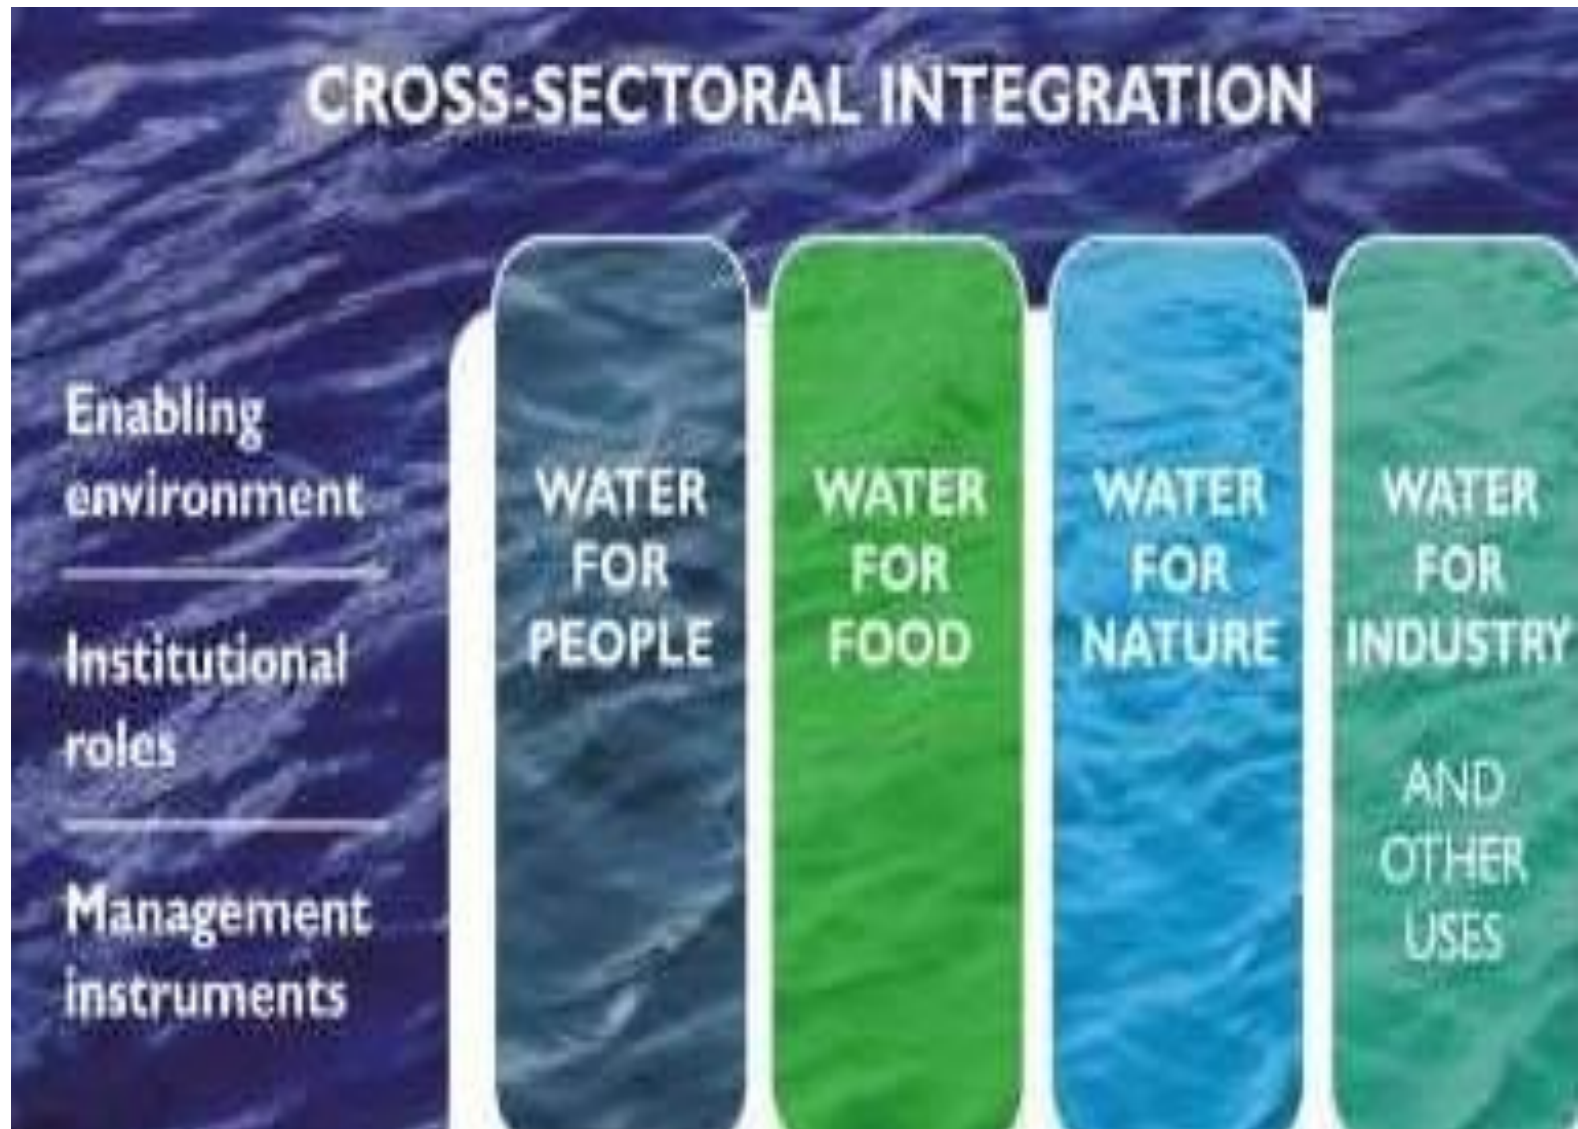 CROSS-SECTORAL INTEGRATION
Enabling
environment
Institutional
roles
Management
instruments
WATER
FOR
PEOPLE
WATER
FOR
FOOD
WATER
FOR
NATURE
WATER
FOR
INDUSTRY
AND
OTHER
USES